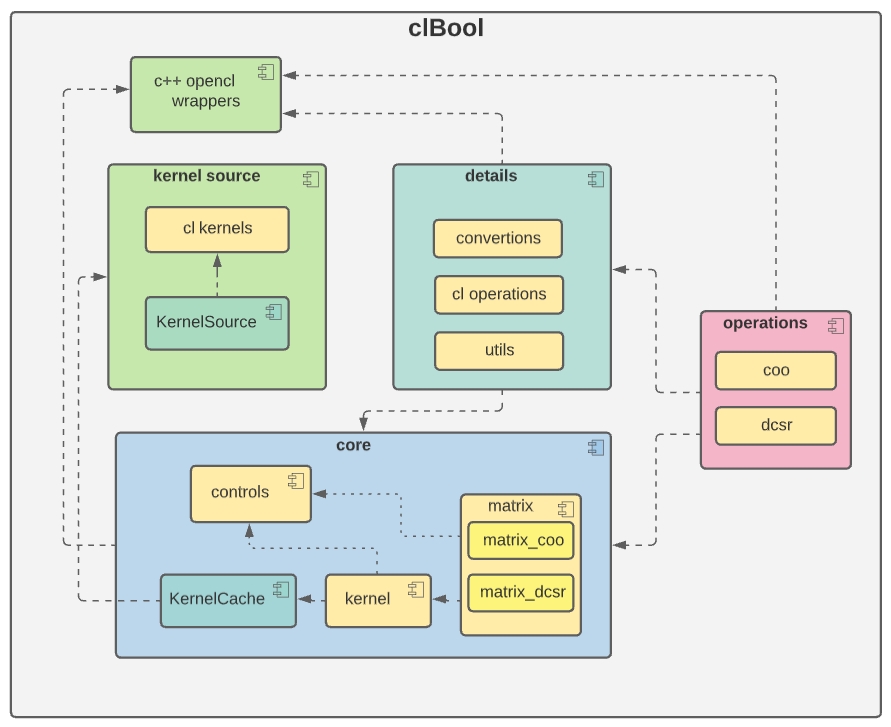 clBool
c++ opencl
wrappers
kernel source
cl kernels
KernelSource
details
convertions
cl operations
utils
operations
coo
dcsr
core
controls
matrix
matrix_coo
matrix_dcsr
KernelCache
kernel